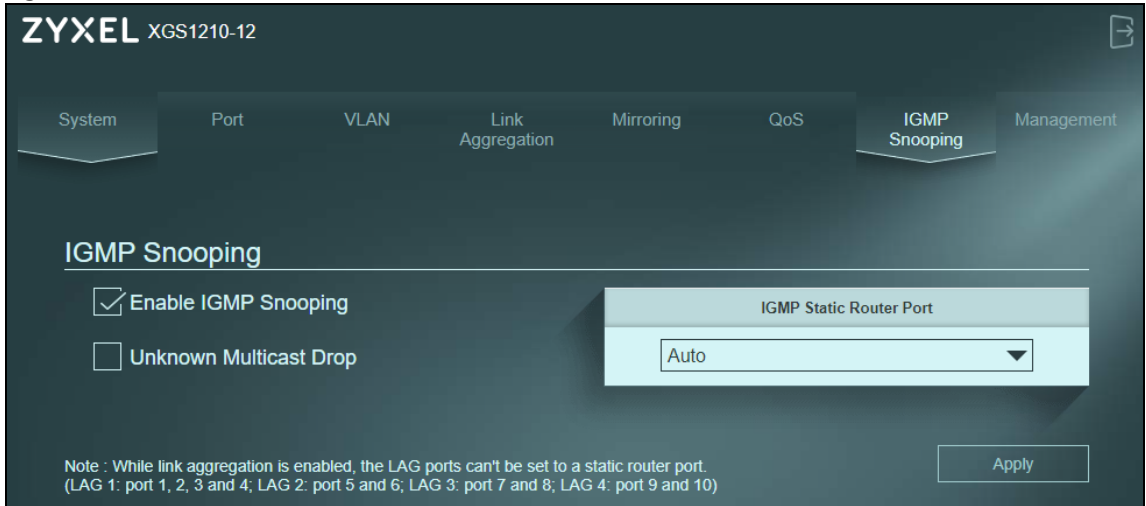 ZYXEL XGS1210-12
System Port VLAN Link Aggregation Mirroring QoS IGMP Snooping Management
IGMP Snooping
Enable IGMP Snooping
Unknown Multicast Drop
IGMP Static Router Port
Auto
Note : While link aggregation is enabled, the LAG ports can't be set to a static router port.
(LAG 1: port 1, 2, 3 and 4; LAG 2: port 5 and 6; LAG 3: port 7 and 8; LAG 4: port 9 and 10)
Apply